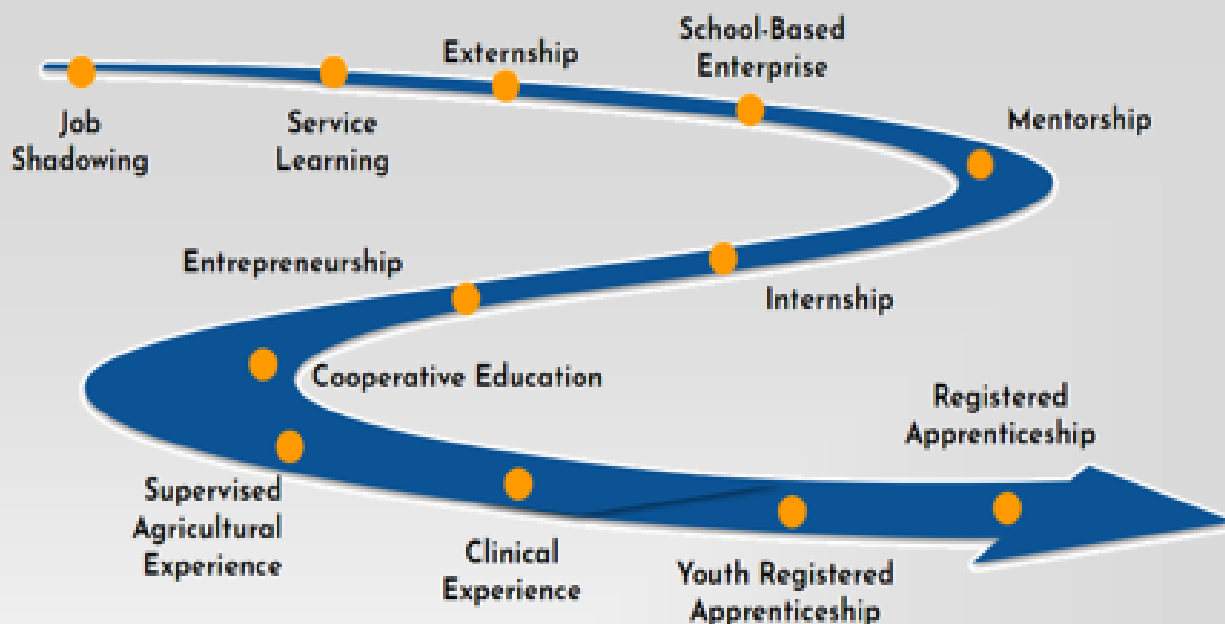 Job
Shadowing
Service
Learning
Externship
School-Based
Enterprise
Mentorship
Internship
Entrepreneurship
Cooperative Education
Supervised
Agricultural
Experience
Clinical
Experience
Youth Registered
Apprenticeship
Registered
Apprenticeship